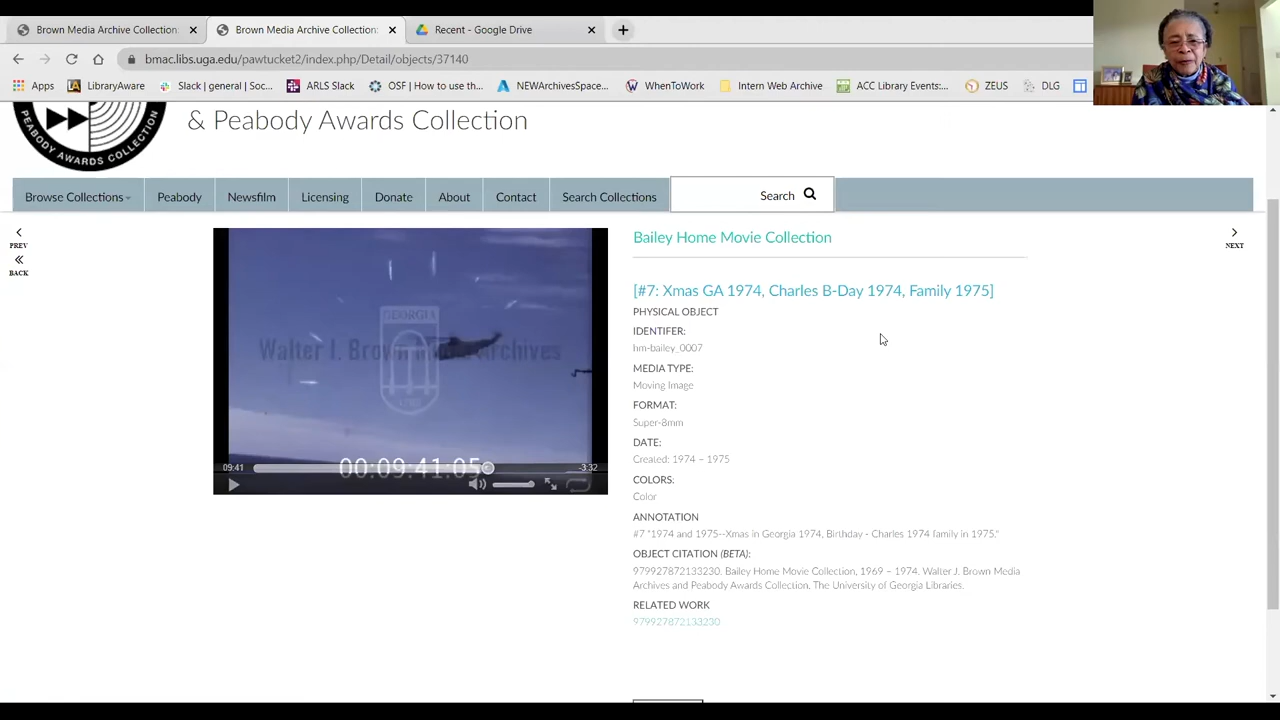 Brown Media Archive Collection:
Brown Media Archive Collection:
Recent - Google Drive
bmac.libs.uga.edu/pawtucket2/index.php/Detail/objects/37140
Apps LibraryAware Slack | general | Soc... ARLS Slack OSF How to use th... NEWArchivesSpace... WhenToWork Intern Web Archive ACC Library Events:... ZEUS DLG
PEABODY AWARDS COLLECTION
& Peabody Awards Collection
Browse Collections Peabody Newsfilm Licensing Donate About Contact Search Collections Search
PREV
BACK
NEXT
GEORGIA
Walter J. Brown Media Archives
09:41 00:09:41:05 -3:32
Bailey Home Movie Collection
[#7: Xmas GA 1974, Charles B-Day 1974, Family 1975]
PHYSICAL OBJECT
IDENTIFER:
hm-bailey_0007
MEDIA TYPE:
Moving Image
FORMAT:
Super-8mm
DATE:
Created: 1974 – 1975
COLORS:
Color
ANNOTATION
#7 "1974 and 1975--Xmas in Georgia 1974, Birthday - Charles 1974 family in 1975."
OBJECT CITATION (BETA):
979927872133230. Bailey Home Movie Collection, 1969 – 1974. Walter J. Brown Media
Archives and Peabody Awards Collection, The University of Georgia Libraries.
RELATED WORK
979927872133230